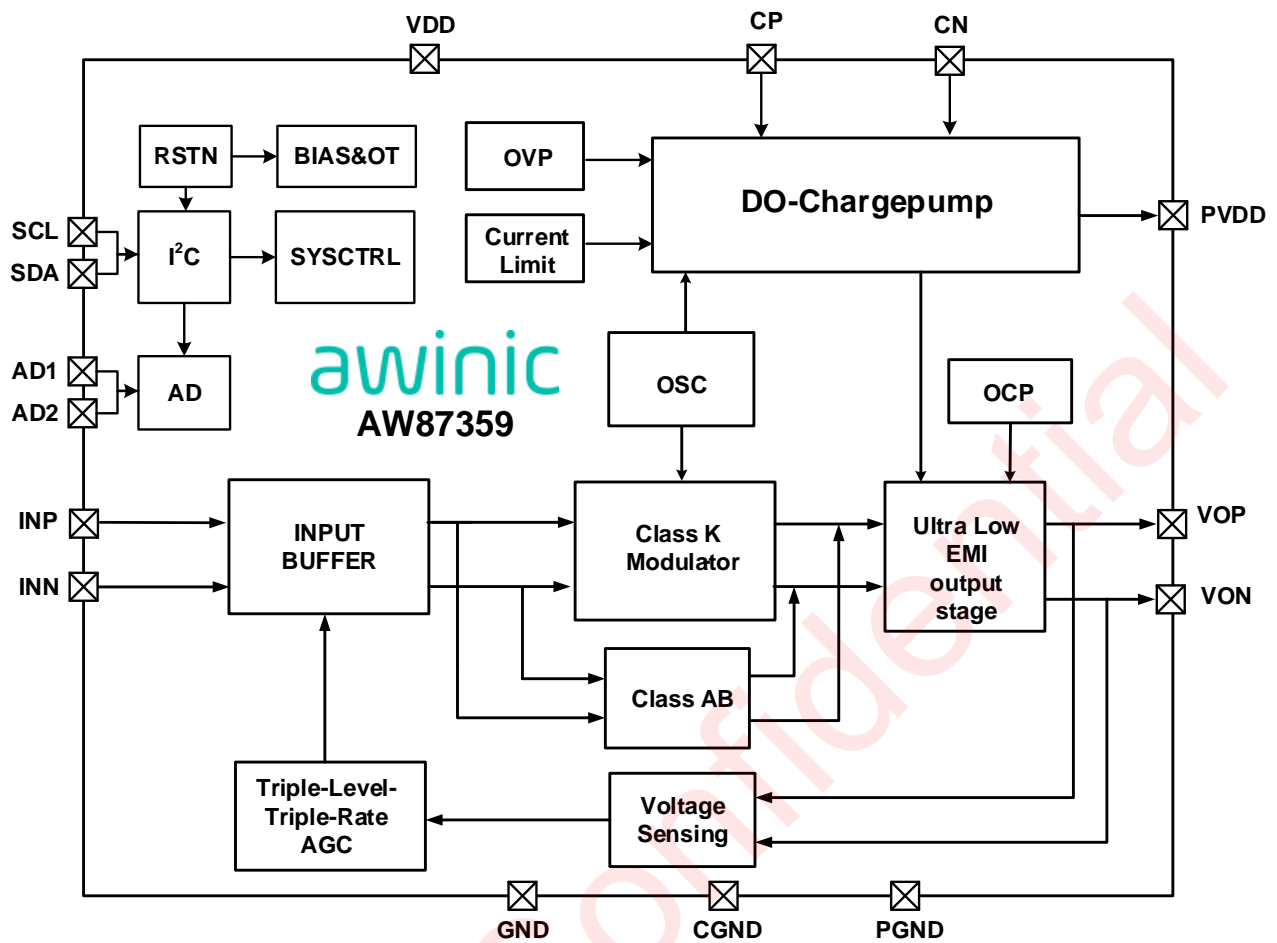 VDD
CP
CN
RSTN
BIAS&OT
OVP
DO-Chargepump
SCL
SDA
I²C
SYSCTRL
Current
Limit
PVDD
AD1
AD2
AD
awinic
AW87359
OSC
OCP
INP
INN
INPUT
BUFFER
Class K
Modulator
Ultra Low
EMI
output
stage
VOP
VON
Class AB
Triple-Level-
Triple-Rate
AGC
Voltage
Sensing
GND
CGND
PGND
Confidential